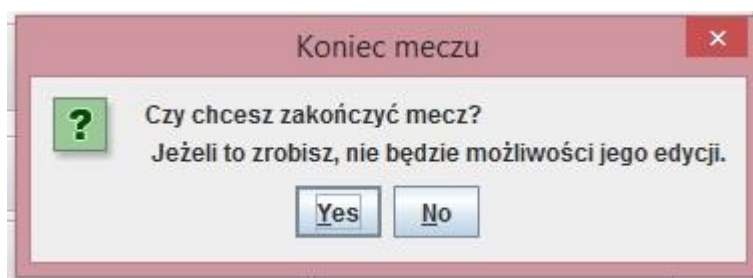 Koniec meczu
Czy chcesz zakończyć mecz?
Jeżeli to zrobisz, nie będzie możliwości jego edycji.
Yes No